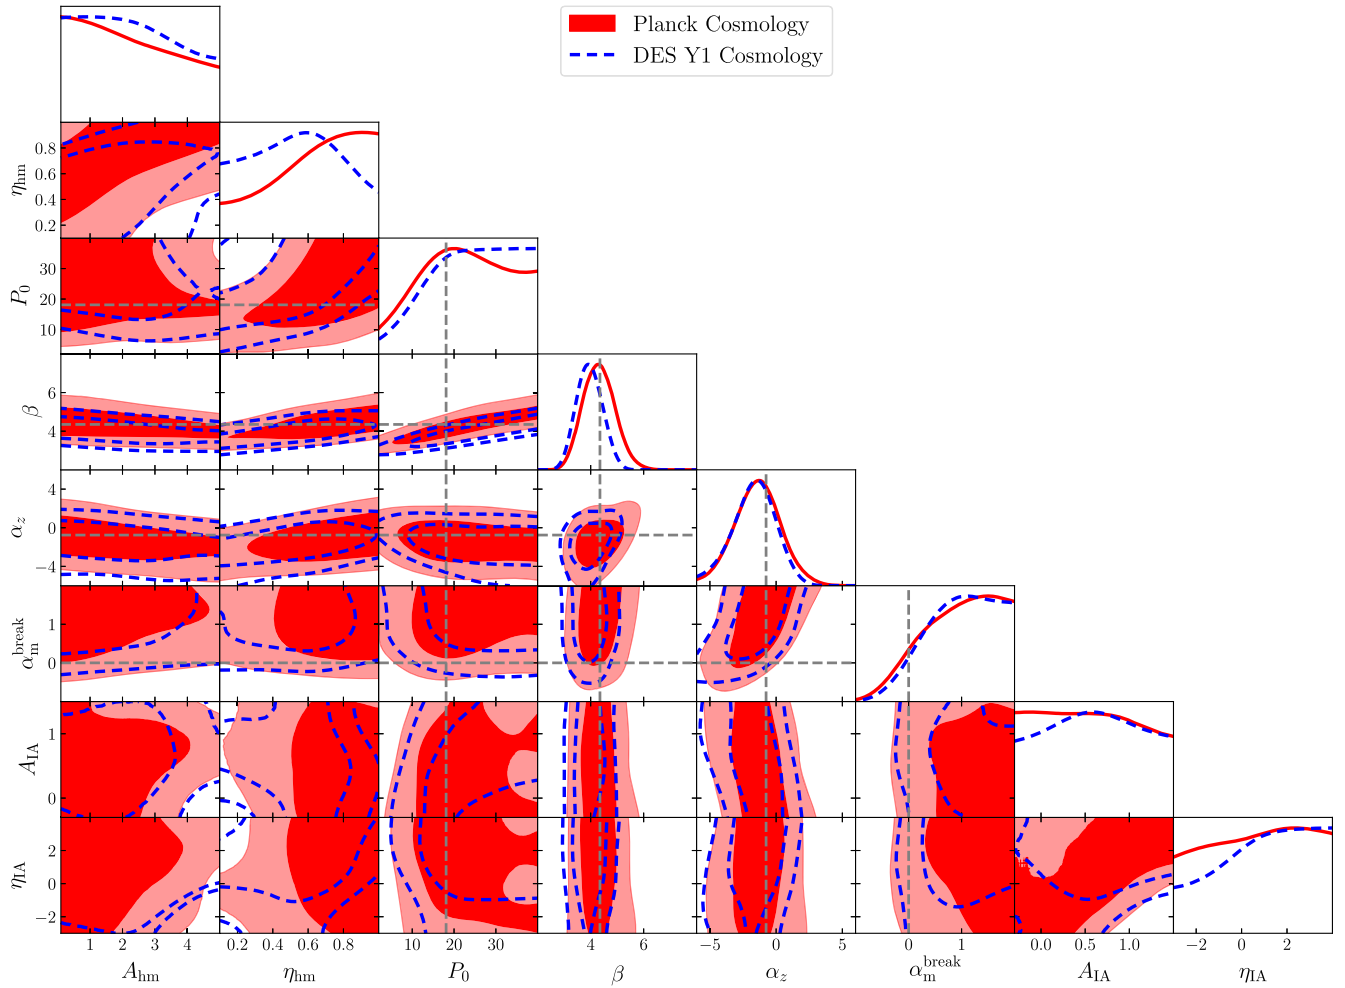 Planck Cosmology
DES Y1 Cosmology
η_hm
0.8
0.6
0.4
0.2
P_0
30
20
10
β
6
4
α_z
4
0
−4
α_m^break
1
0
A_IA
1
0
η_IA
2
0
−2
1 2 3 4 0.2 0.4 0.6 0.8 10 20 30 4 6 −5 0 5 0 1 0.0 0.5 1.0 −2 0 2
A_hm η_hm P_0 β α_z α_m^break A_IA η_IA